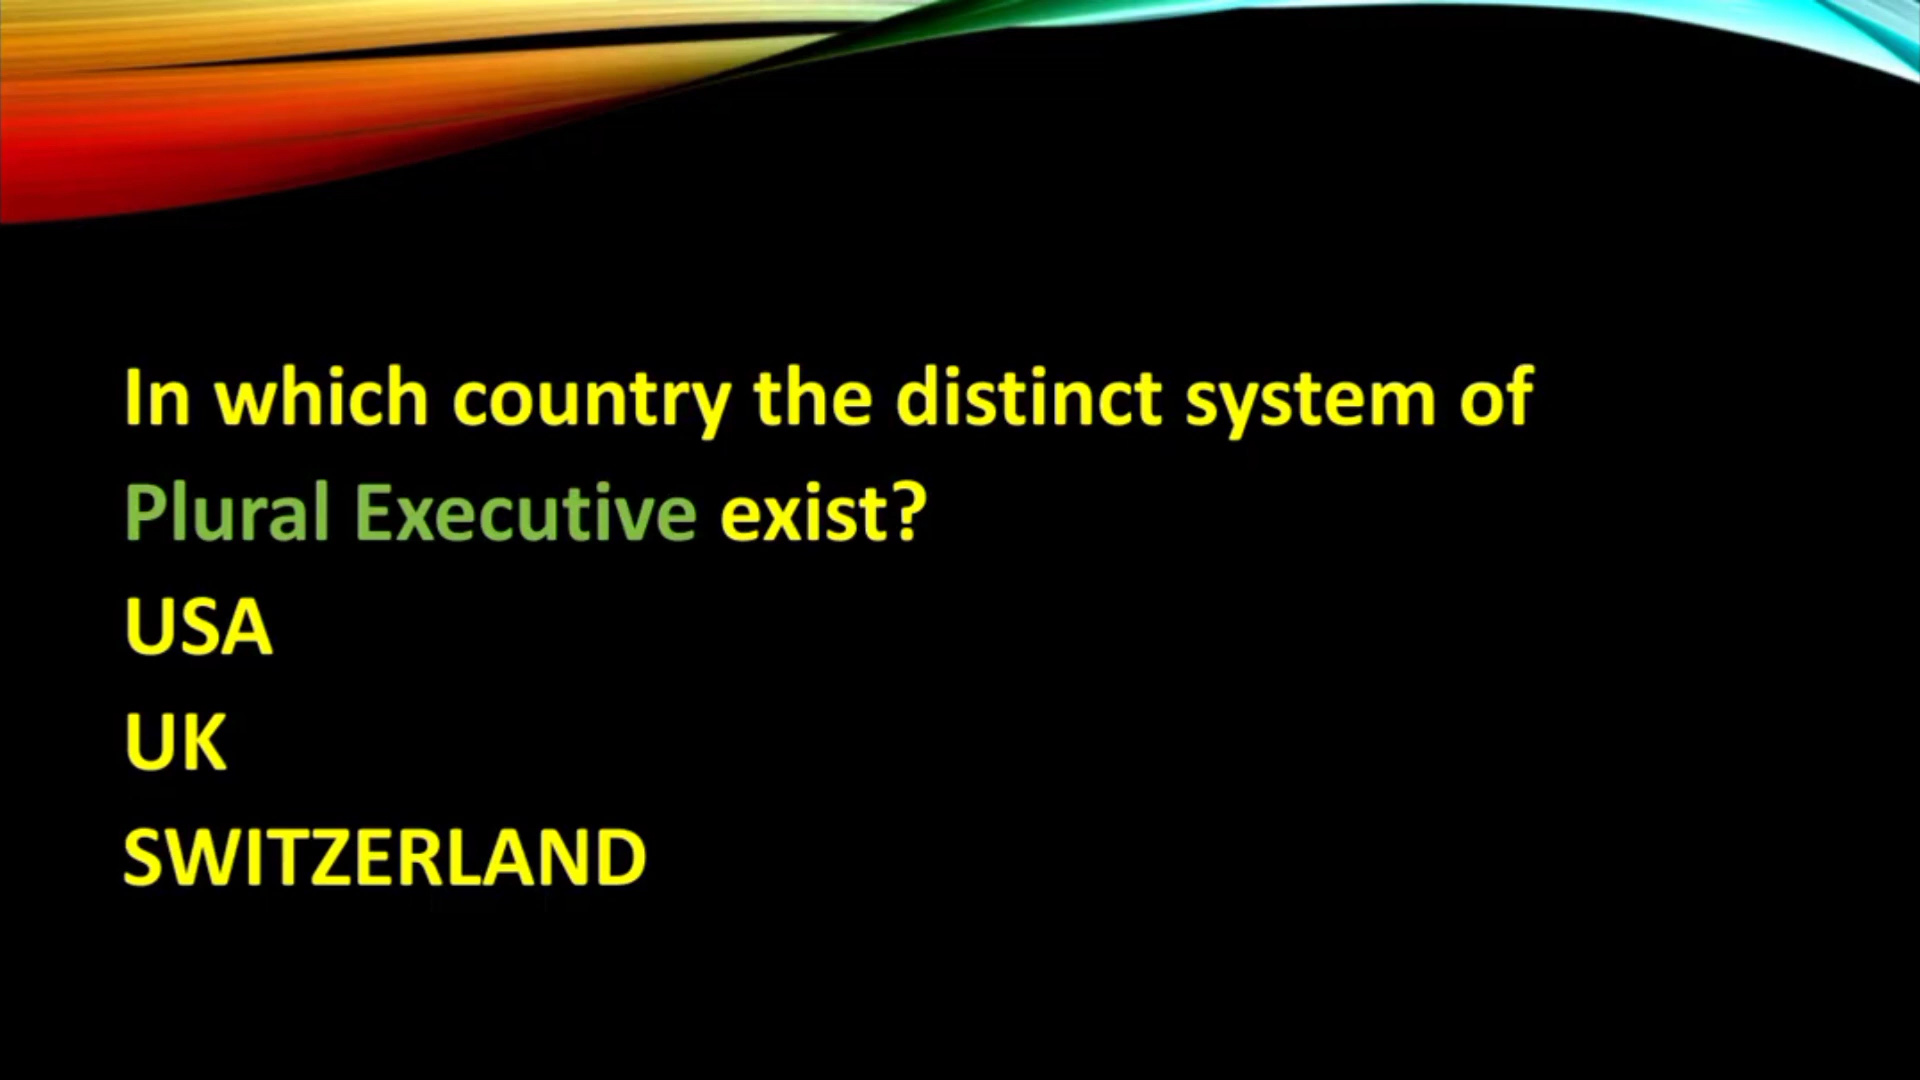 In which country the distinct system of
Plural Executive exist?
USA
UK
SWITZERLAND